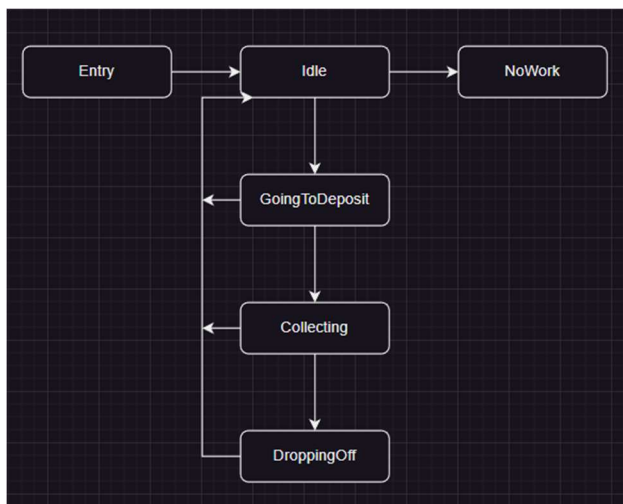 Entry
Idle
NoWork
GoingToDeposit
Collecting
DroppingOff